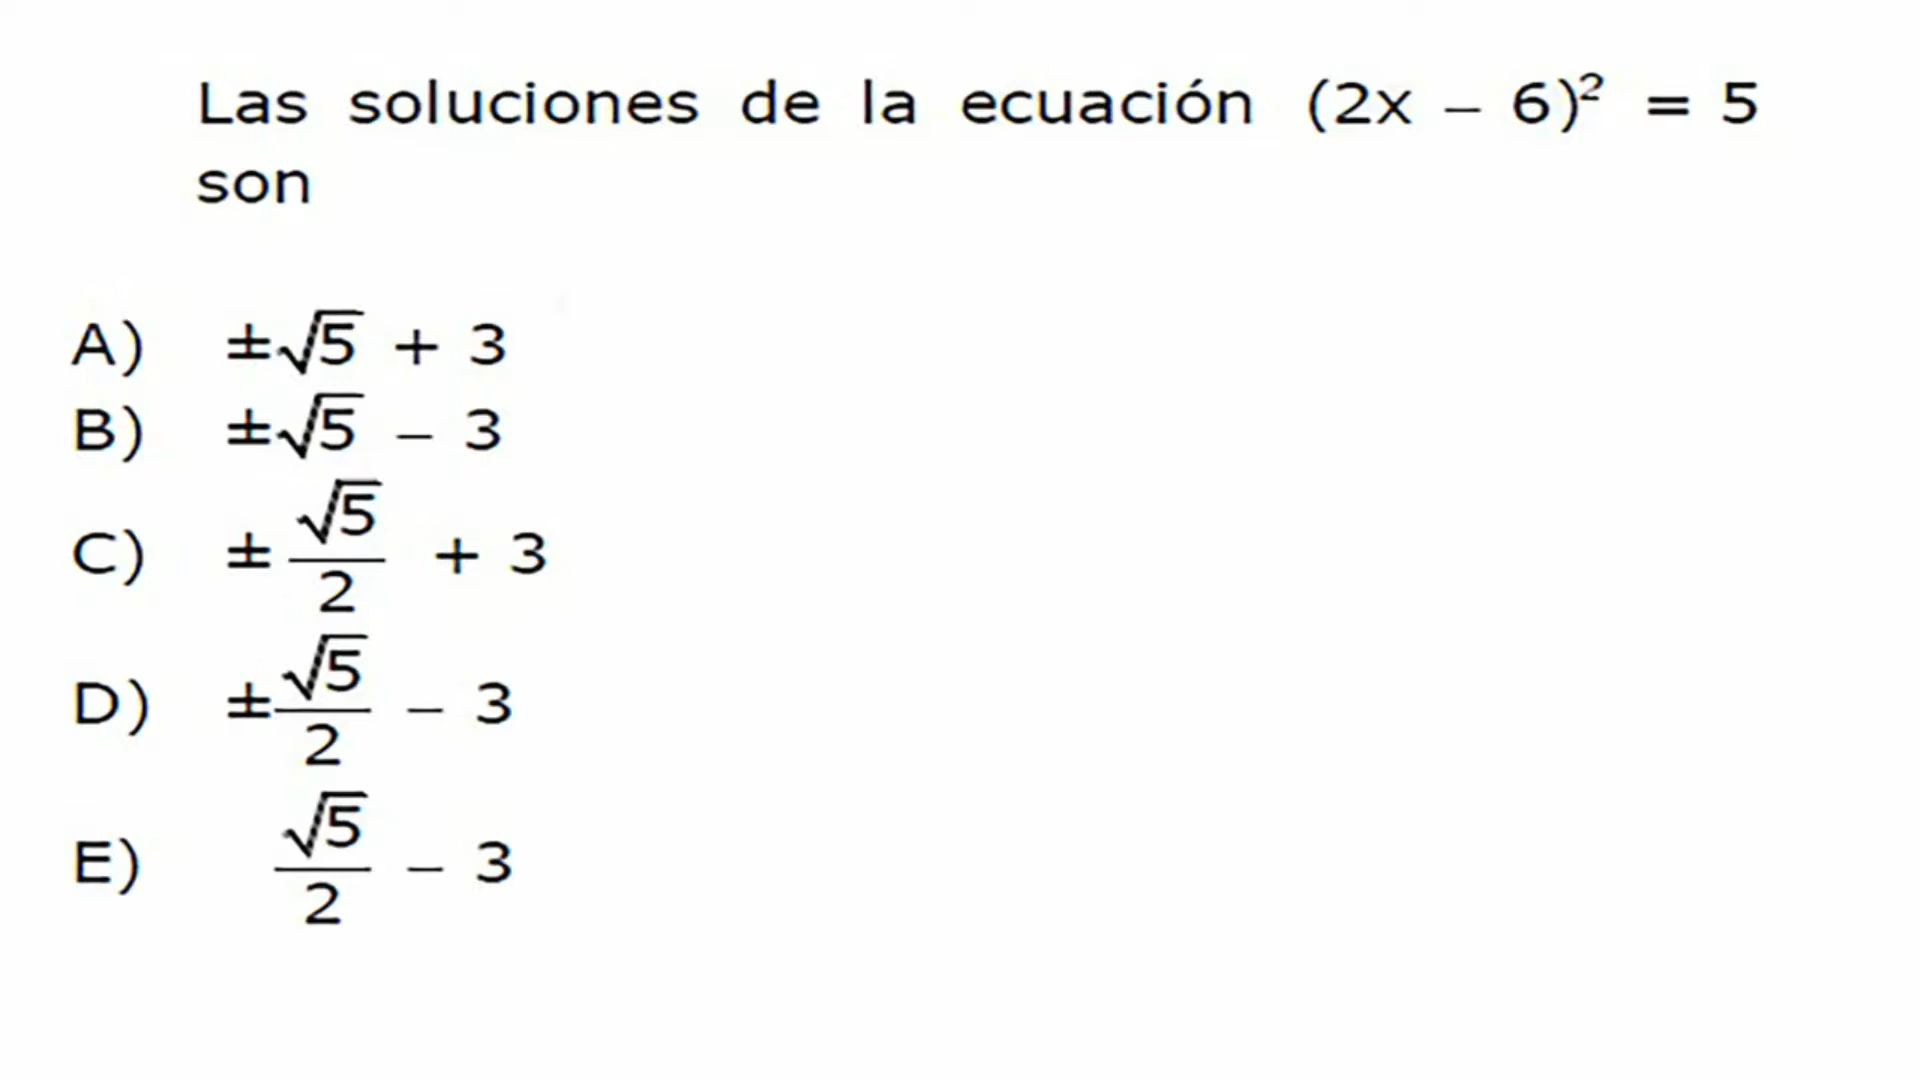 Las soluciones de la ecuación (2x – 6)² = 5
son
A) ±√5 + 3
B) ±√5 – 3
C) ± √5/2 + 3
D) ±√5/2 – 3
E) √5/2 – 3